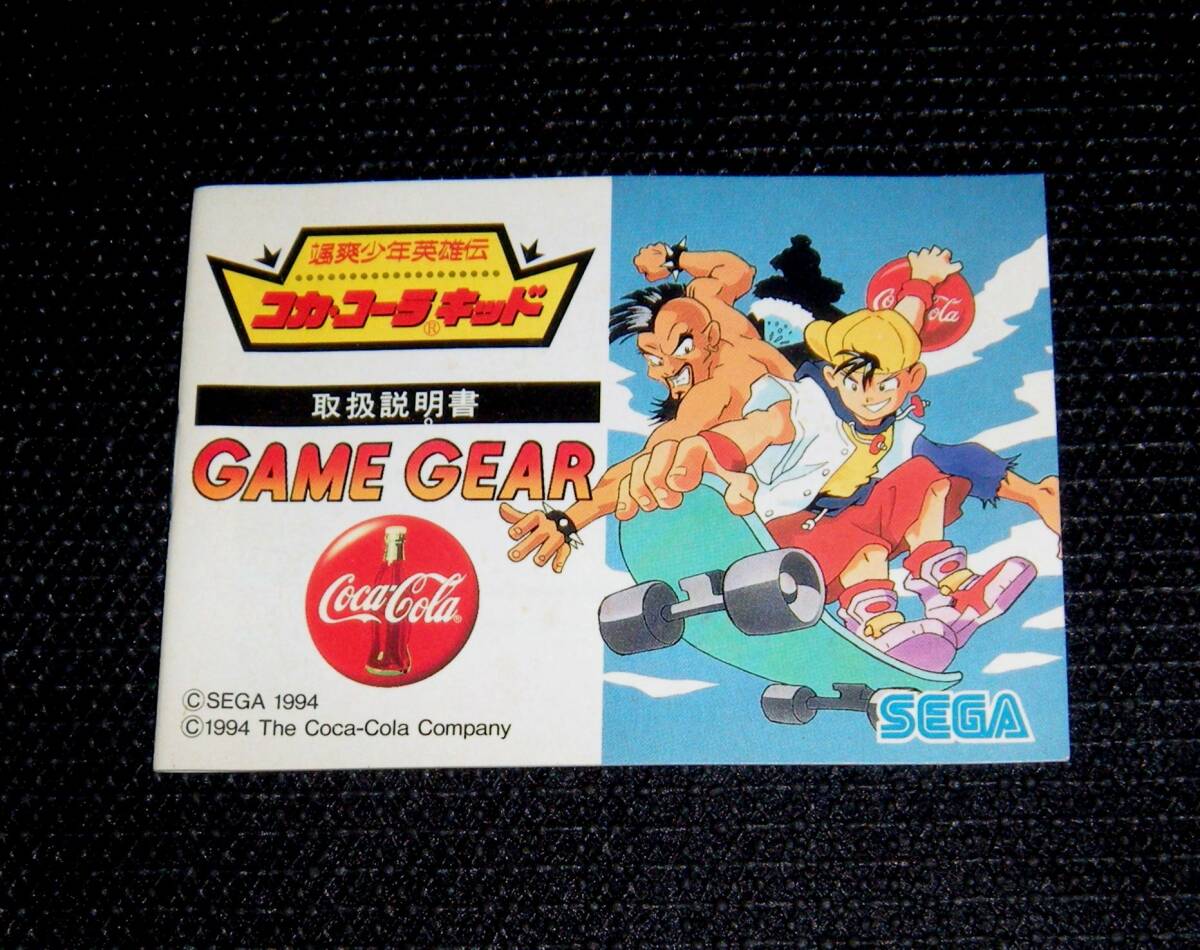 颯爽少年英雄伝
コカ・コーラ®キッド
取扱説明書
GAME GEAR
Coca-Cola®
©SEGA 1994
©1994 The Coca-Cola Company
Coca-Cola
SEGA